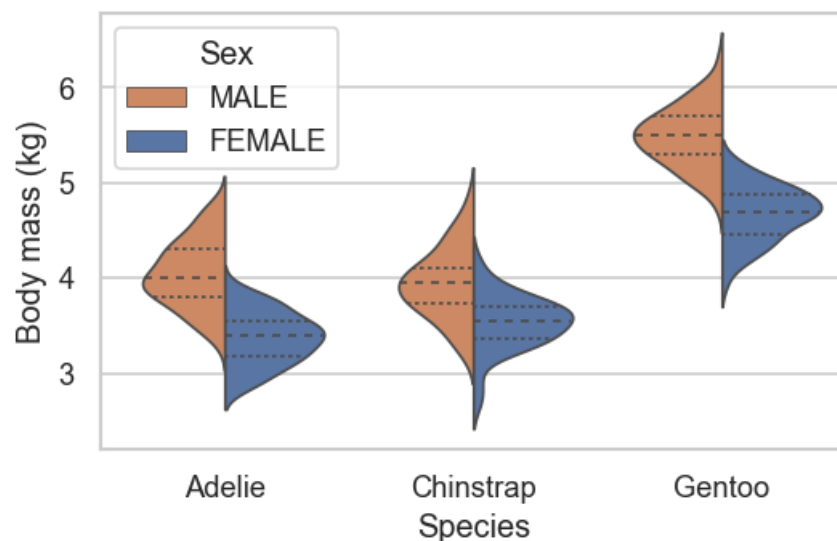 Sex
MALE
FEMALE
Body mass (kg)
6
5
4
3
Adelie Chinstrap Gentoo
Species